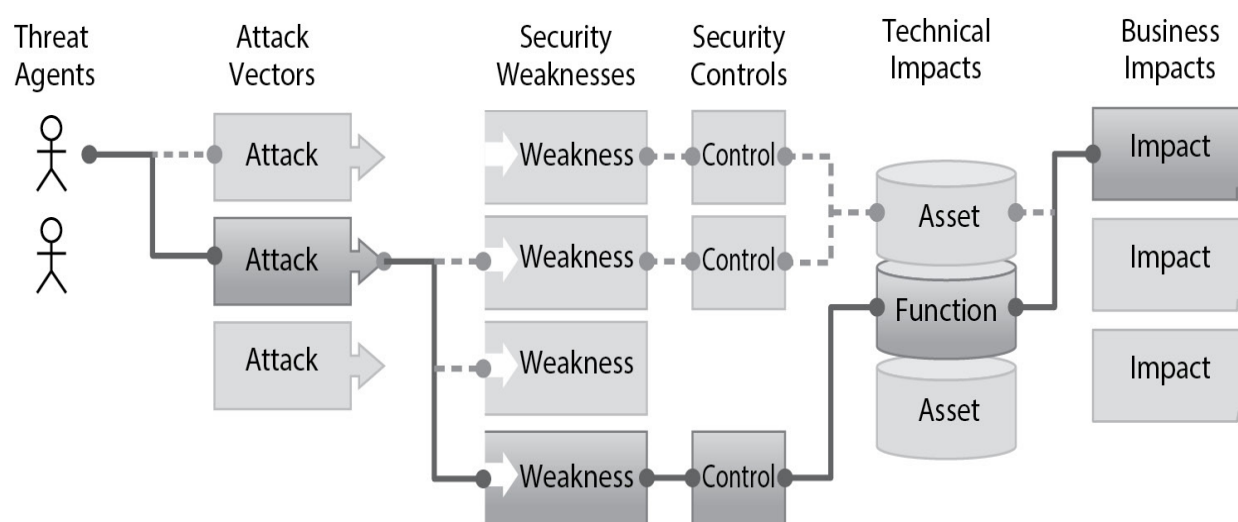 Threat
Agents
Attack
Vectors
Security
Weaknesses
Security
Controls
Technical
Impacts
Business
Impacts
Attack
Weakness
Control
Impact
Asset
Attack
Weakness
Control
Impact
Function
Attack
Weakness
Impact
Asset
Weakness
Control